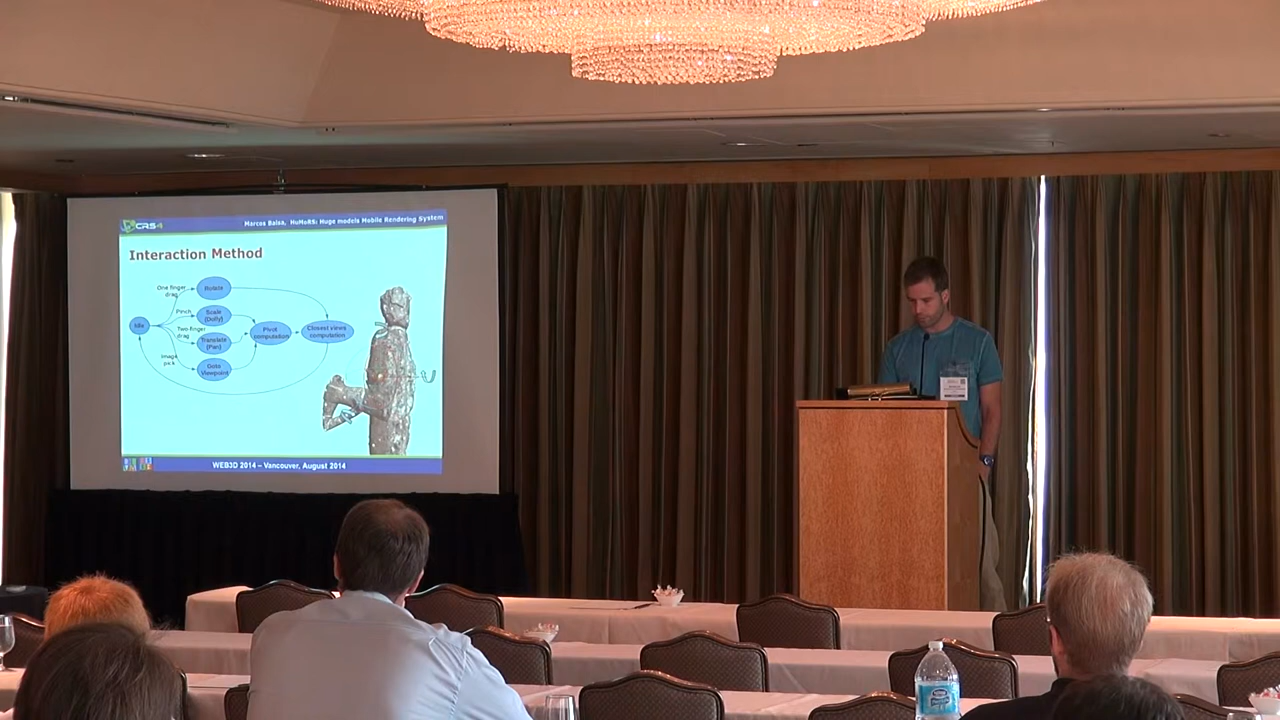 CRS4
Marcos Balsa, HuMoRS: Huge models Mobile Rendering System
Interaction Method
One finger
drag
Rotate
Pinch
Scale
(Dolly)
Idle
Two-finger
drag
Translate
(Pan)
Pivot
computation
Closest views
computation
Image
pick
Goto
Viewpoint
WEB3D 2014 – Vancouver, August 2014